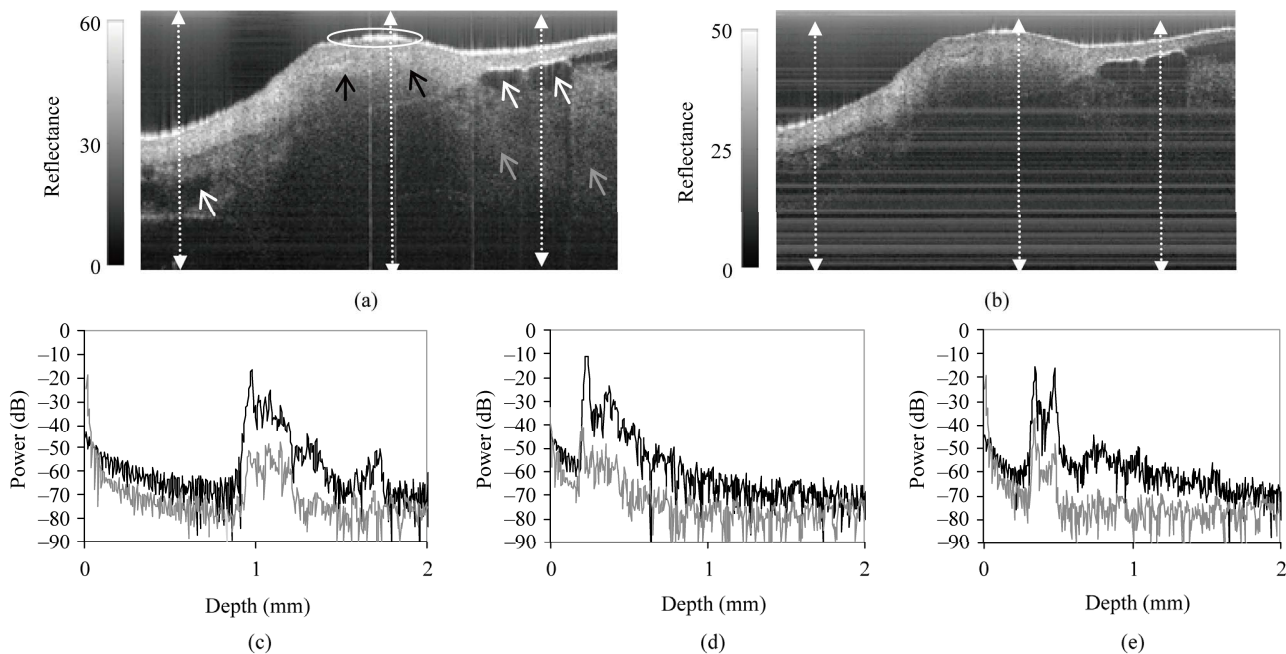 60
30
0
Reflectance
(a)
50
25
0
Reflectance
(b)
0
–10
–20
–30
–40
–50
–60
–70
–80
–90
Power (dB)
0 1 2
Depth (mm)
(c)
0
–10
–20
–30
–40
–50
–60
–70
–80
–90
Power (dB)
0 1 2
Depth (mm)
(d)
0
–10
–20
–30
–40
–50
–60
–70
–80
–90
Power (dB)
0 1 2
Depth (mm)
(e)